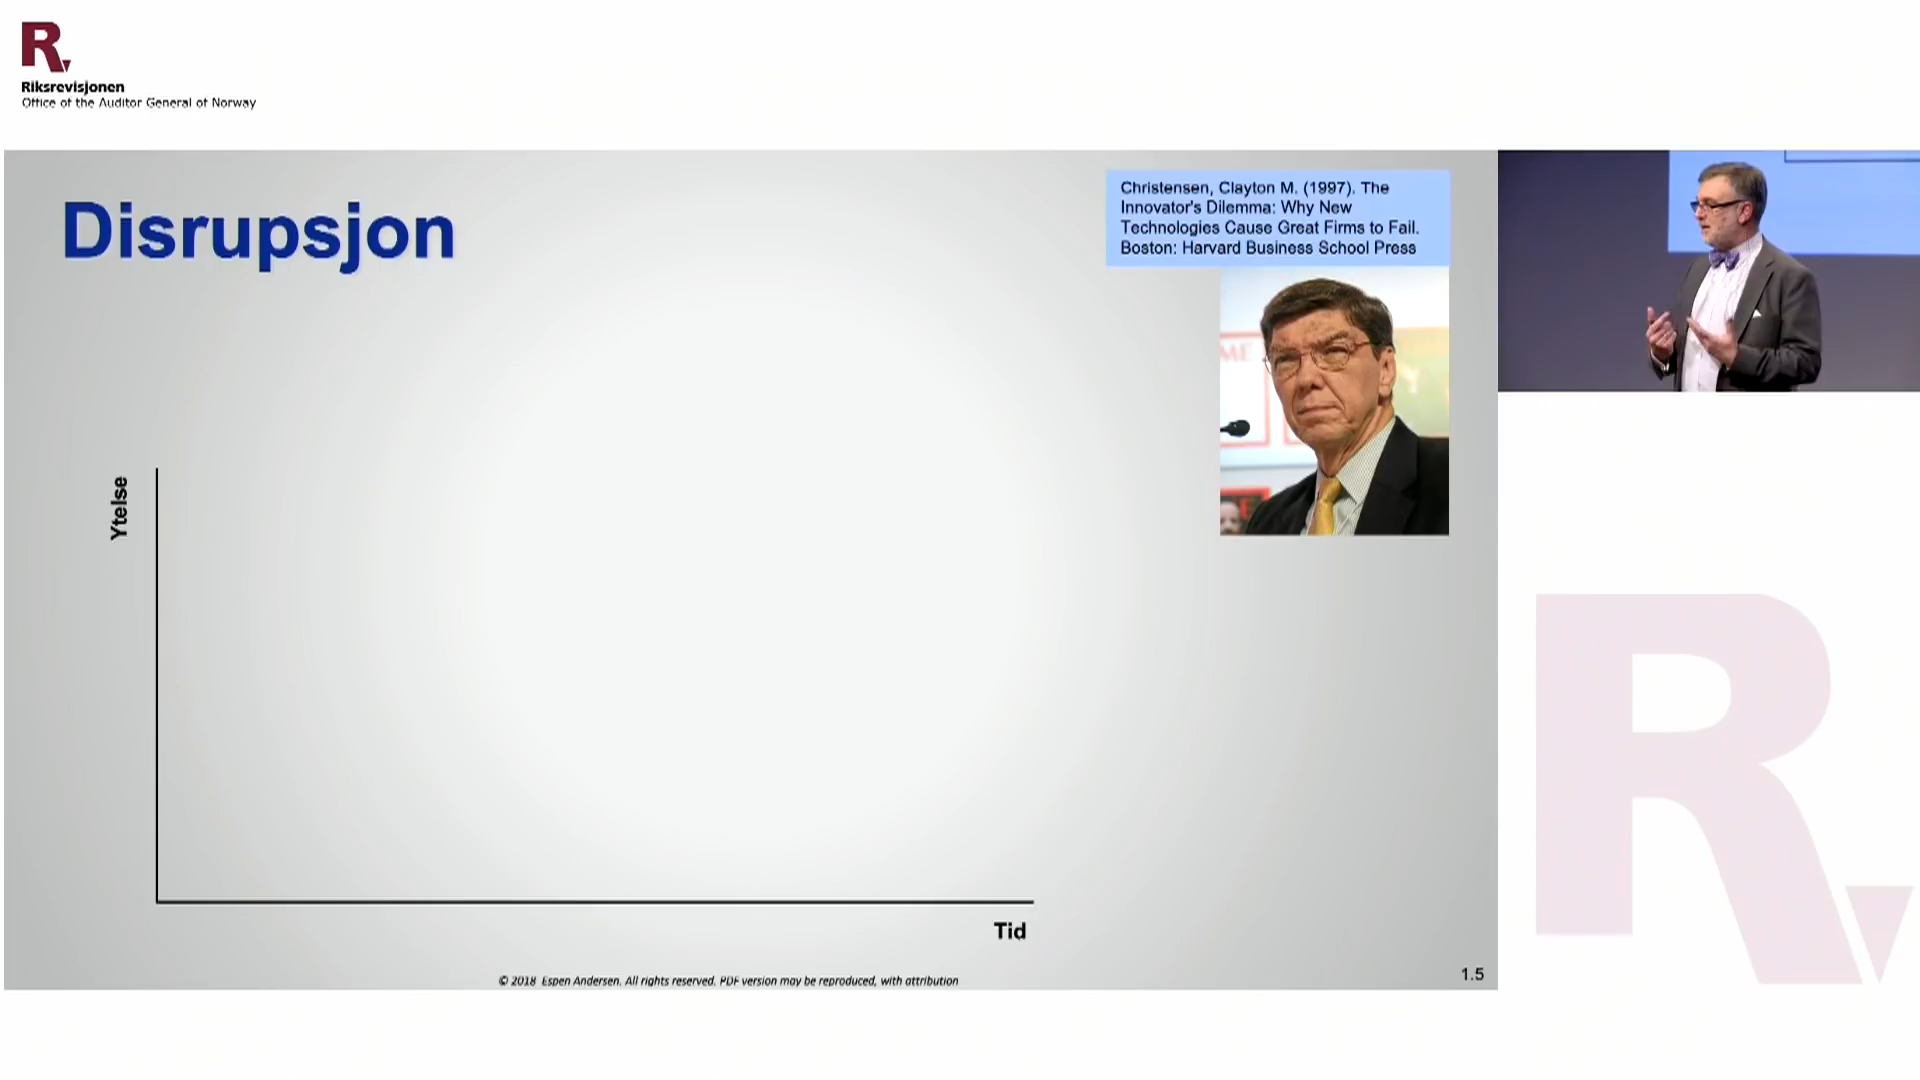 R
Riksrevisjonen
Office of the Auditor General of Norway
Disrupsjon
Christensen, Clayton M. (1997). The
Innovator's Dilemma: Why New
Technologies Cause Great Firms to Fail.
Boston: Harvard Business School Press
ME
Ytelse
Tid
© 2018 Espen Andersen. All rights reserved. PDF version may be reproduced, with attribution
1.5
R